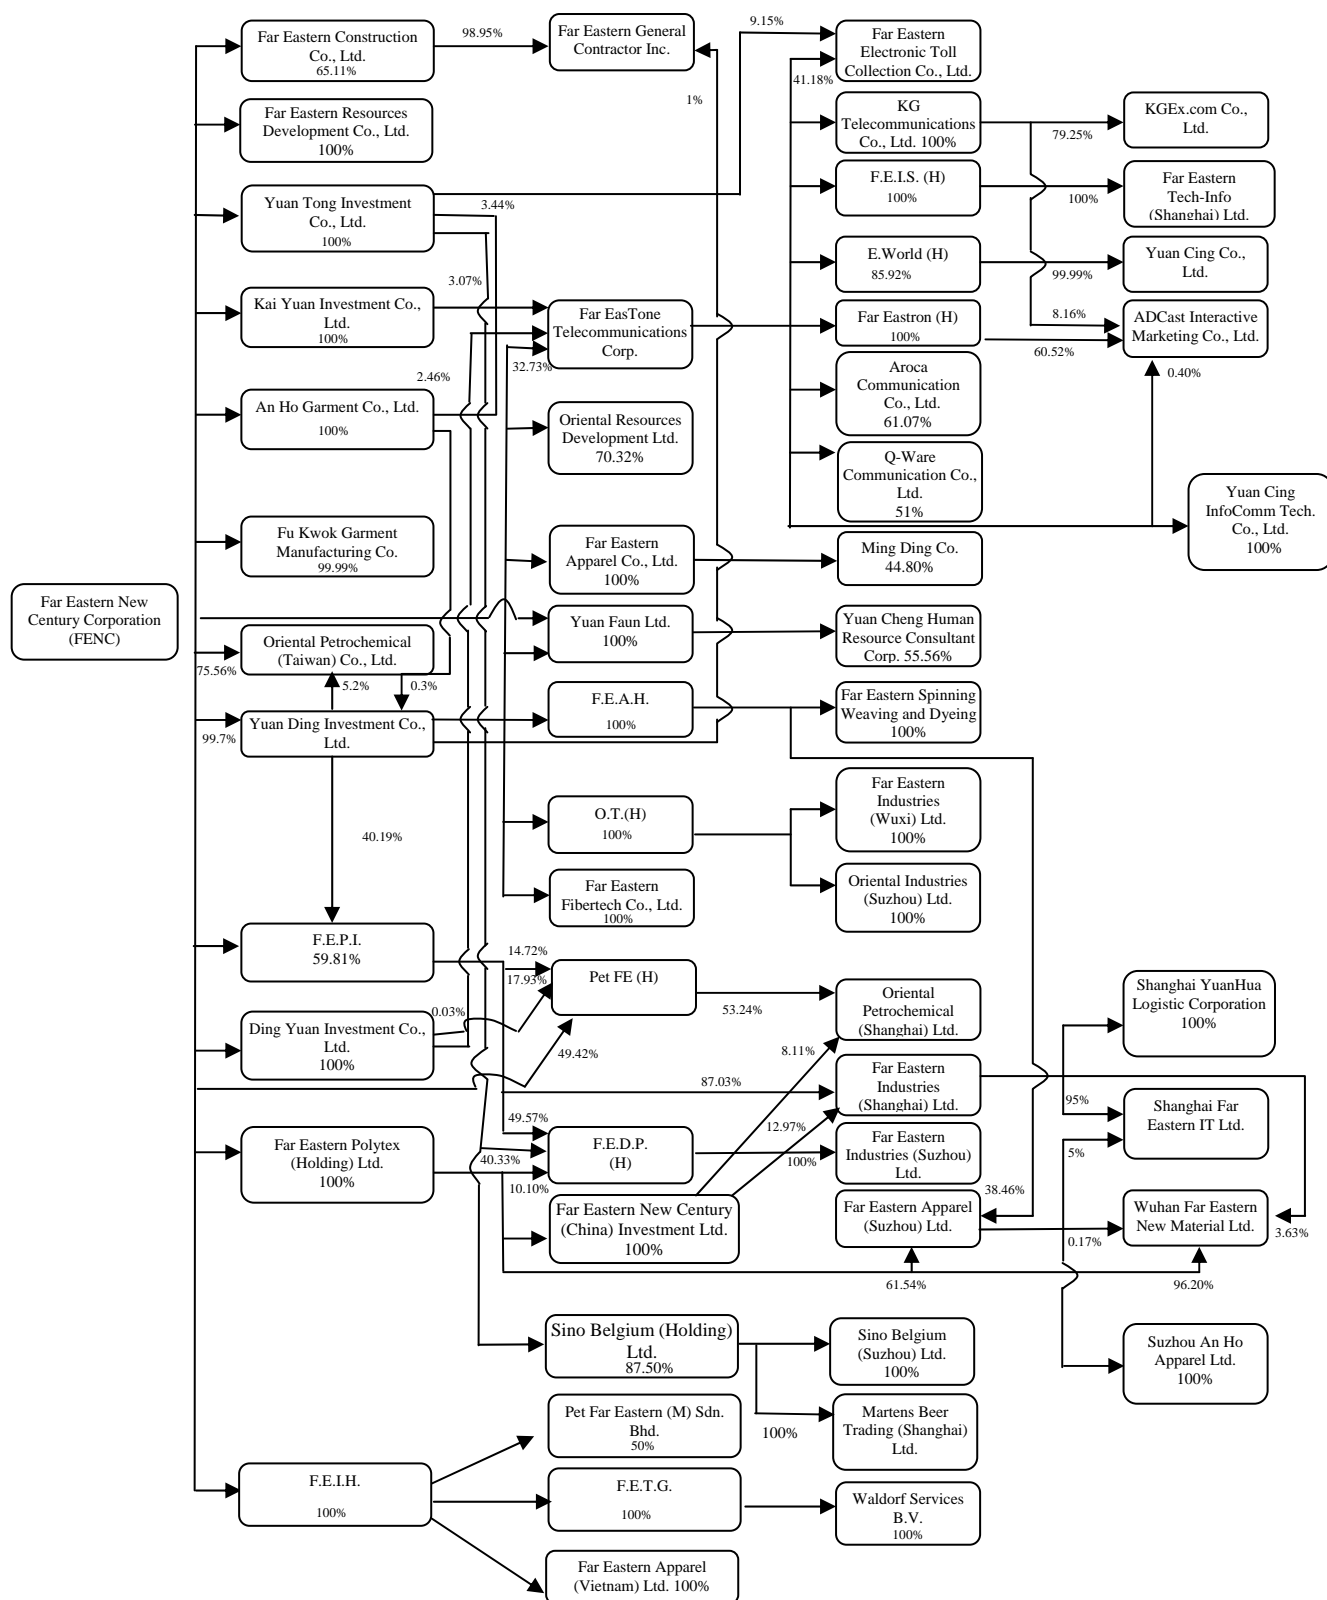 Far Eastern New
Century Corporation
(FENC)
75.56%
99.7%
Far Eastern Construction
Co., Ltd.
65.11%
98.95%
Far Eastern General
Contractor Inc.
1%
Far Eastern Resources
Development Co., Ltd.
100%
Yuan Tong Investment
Co., Ltd.
100%
3.44%
9.15%
Kai Yuan Investment Co.,
Ltd.
100%
3.07%
2.46%
An Ho Garment Co., Ltd.
100%
Fu Kwok Garment
Manufacturing Co.
99.99%
Oriental Petrochemical
(Taiwan) Co., Ltd.
5.2%
0.3%
Yuan Ding Investment Co.,
Ltd.
40.19%
F.E.P.I.
59.81%
Ding Yuan Investment Co.,
Ltd.
100%
0.03%
Far Eastern Polytex
(Holding) Ltd.
100%
F.E.I.H.
100%
Far EasTone
Telecommunications
Corp.
32.73%
Oriental Resources
Development Ltd.
70.32%
Far Eastern
Apparel Co., Ltd.
100%
Yuan Faun Ltd.
100%
F.E.A.H.
100%
O.T.(H)
100%
Far Eastern
Fibertech Co., Ltd.
100%
14.72%
17.93%
Pet FE (H)
49.42%
53.24%
8.11%
87.03%
49.57%
F.E.D.P.
(H)
40.33%
10.10%
12.97%
100%
Far Eastern New Century
(China) Investment Ltd.
100%
Sino Belgium (Holding)
Ltd.
87.50%
100%
Pet Far Eastern (M) Sdn.
Bhd.
50%
F.E.T.G.
100%
Far Eastern Apparel
(Vietnam) Ltd. 100%
Far Eastern
Electronic Toll
Collection Co., Ltd.
41.18%
KG
Telecommunications
Co., Ltd. 100%
79.25%
F.E.I.S. (H)
100%
100%
E.World (H)
85.92%
99.99%
Far Eastron (H)
100%
8.16%
60.52%
0.40%
Aroca
Communication
Co., Ltd.
61.07%
Q-Ware
Communication Co.,
Ltd.
51%
Ming Ding Co.
44.80%
Yuan Cheng Human
Resource Consultant
Corp. 55.56%
Far Eastern Spinning
Weaving and Dyeing
100%
Far Eastern
Industries
(Wuxi) Ltd.
100%
Oriental Industries
(Suzhou) Ltd.
100%
Oriental
Petrochemical
(Shanghai) Ltd.
Far Eastern
Industries
(Shanghai) Ltd.
Far Eastern
Industries (Suzhou)
Ltd.
38.46%
Far Eastern Apparel
(Suzhou) Ltd.
0.17%
61.54%
96.20%
3.63%
Sino Belgium
(Suzhou) Ltd.
100%
Martens Beer
Trading (Shanghai)
Ltd.
Waldorf Services
B.V.
100%
KGEx.com Co.,
Ltd.
Far Eastern
Tech-Info
(Shanghai) Ltd.
Yuan Cing Co.,
Ltd.
ADCast Interactive
Marketing Co., Ltd.
Yuan Cing
InfoComm Tech.
Co., Ltd.
100%
Shanghai YuanHua
Logistic Corporation
100%
95%
Shanghai Far
Eastern IT Ltd.
5%
Wuhan Far Eastern
New Material Ltd.
Suzhou An Ho
Apparel Ltd.
100%